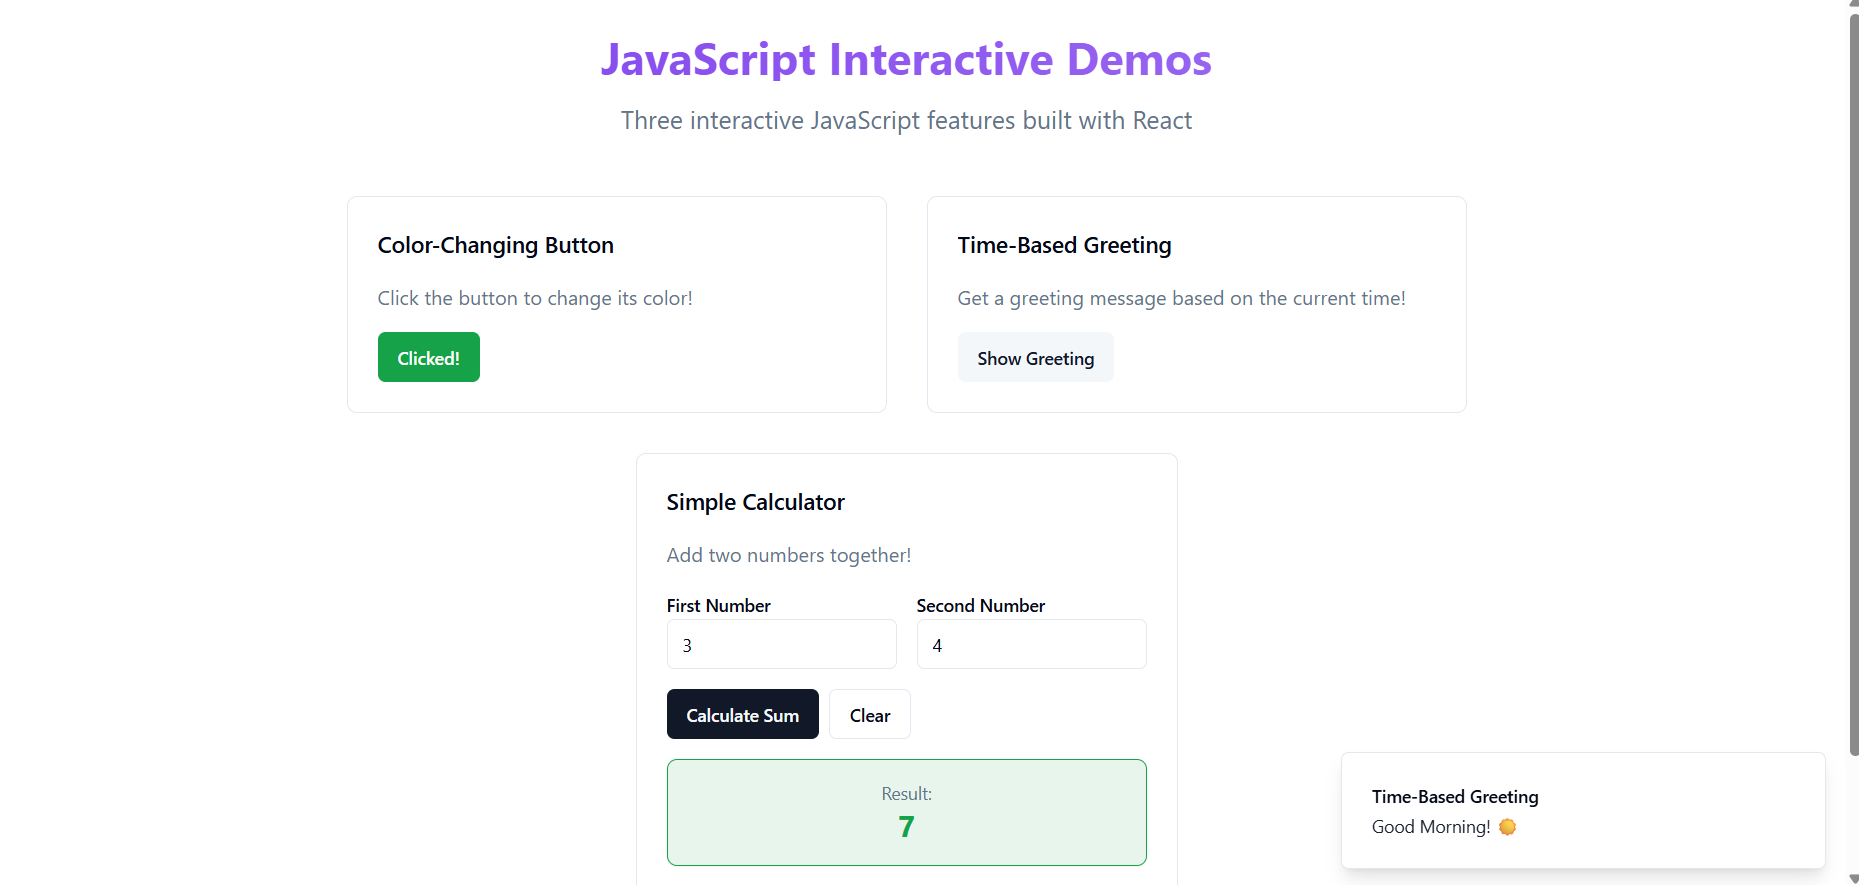 JavaScript Interactive Demos
Three interactive JavaScript features built with React
Color-Changing Button
Click the button to change its color!
Clicked!
Time-Based Greeting
Get a greeting message based on the current time!
Show Greeting
Simple Calculator
Add two numbers together!
First Number
Second Number
3
4
Calculate Sum
Clear
Result:
7
Time-Based Greeting
Good Morning! 🌞